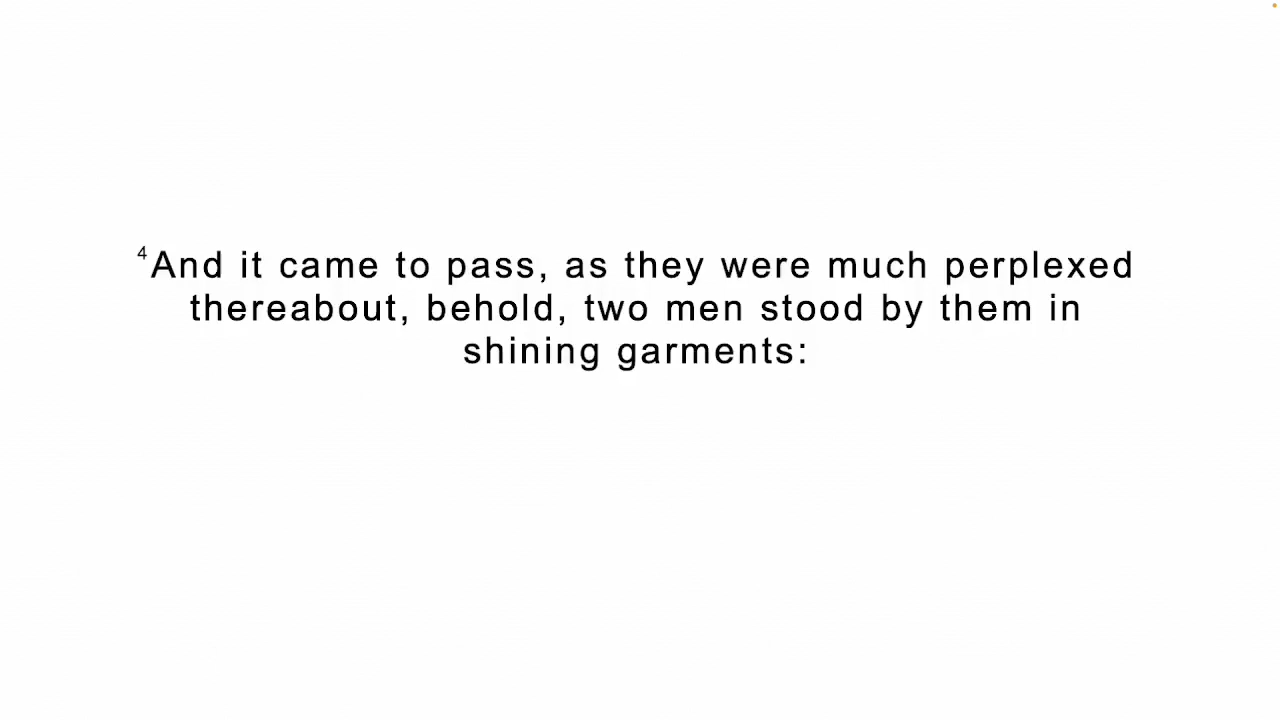 4And it came to pass, as they were much perplexed
thereabout, behold, two men stood by them in
shining garments: